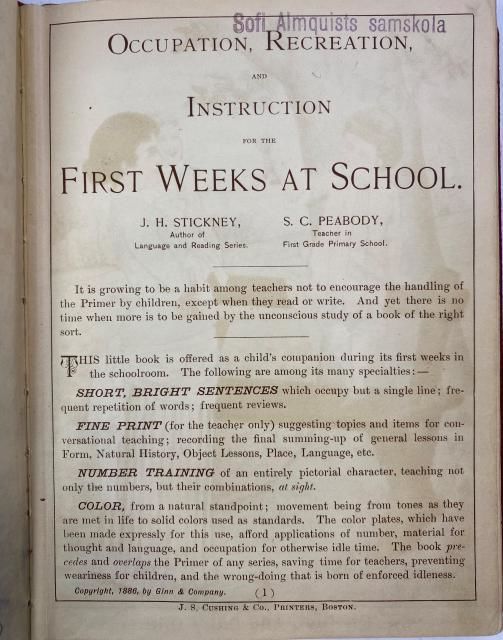 Sofi Almquists samskola
OCCUPATION, RECREATION,
AND
INSTRUCTION
FOR THE
FIRST WEEKS AT SCHOOL.
J. H. STICKNEY,
Author of
Language and Reading Series.
S. C. PEABODY,
Teacher in
First Grade Primary School.
It is growing to be a habit among teachers not to encourage the handling of
the Primer by children, except when they read or write. And yet there is no
time when more is to be gained by the unconscious study of a book of the right
sort.
THIS little book is offered as a child's companion during its first weeks in
the schoolroom. The following are among its many specialties:—
SHORT, BRIGHT SENTENCES which occupy but a single line; fre-
quent repetition of words; frequent reviews.
FINE PRINT (for the teacher only) suggesting topics and items for con-
versational teaching; recording the final summing-up of general lessons in
Form, Natural History, Object Lessons, Place, Language, etc.
NUMBER TRAINING of an entirely pictorial character, teaching not
only the numbers, but their combinations, at sight.
COLOR, from a natural standpoint; movement being from tones as they
are met in life to solid colors used as standards. The color plates, which have
been made expressly for this use, afford applications of number, material for
thought and language, and occupation for otherwise idle time. The book pre-
cedes and overlaps the Primer of any series, saving time for teachers, preventing
weariness for children, and the wrong-doing that is born of enforced idleness.
Copyright, 1886, by Ginn & Company. (1)
J. S. CUSHING & CO., PRINTERS, BOSTON.